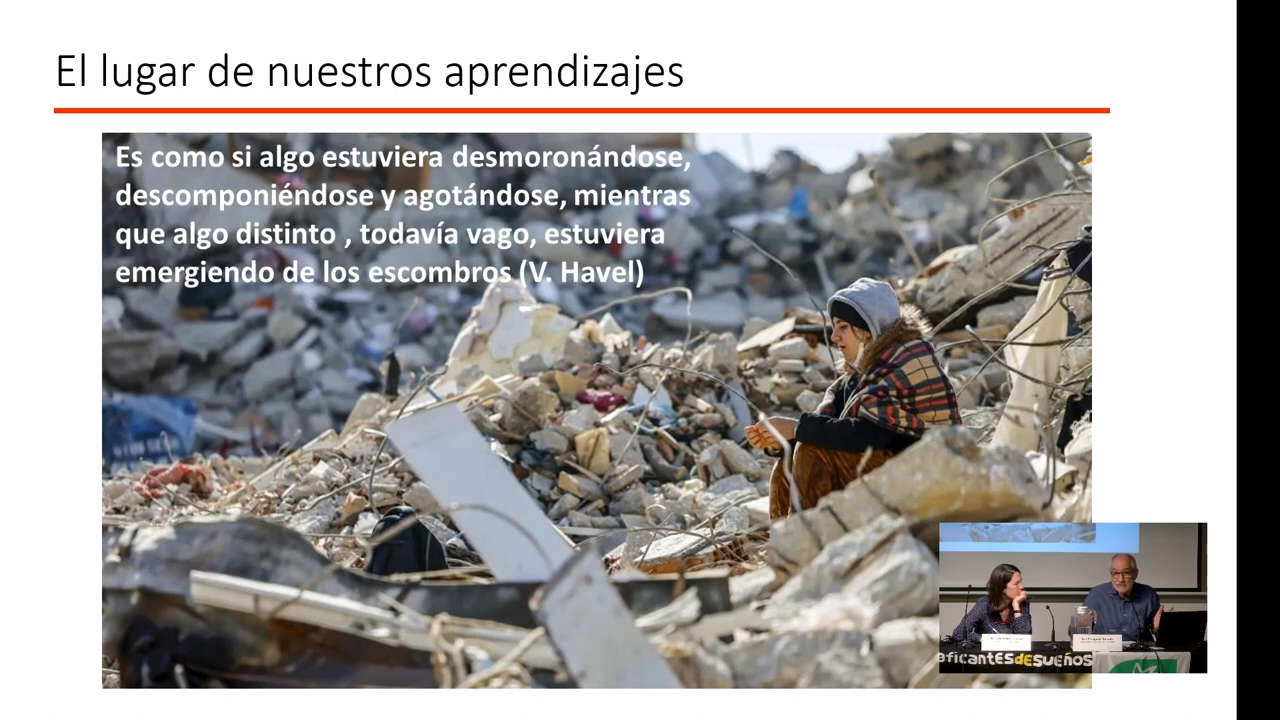 El lugar de nuestros aprendizajes
Es como si algo estuviera desmoronándose,
descomponiéndose y agotándose, mientras
que algo distinto , todavía vago, estuviera
emergiendo de los escombros (V. Havel)
aficantEsdEsuEños